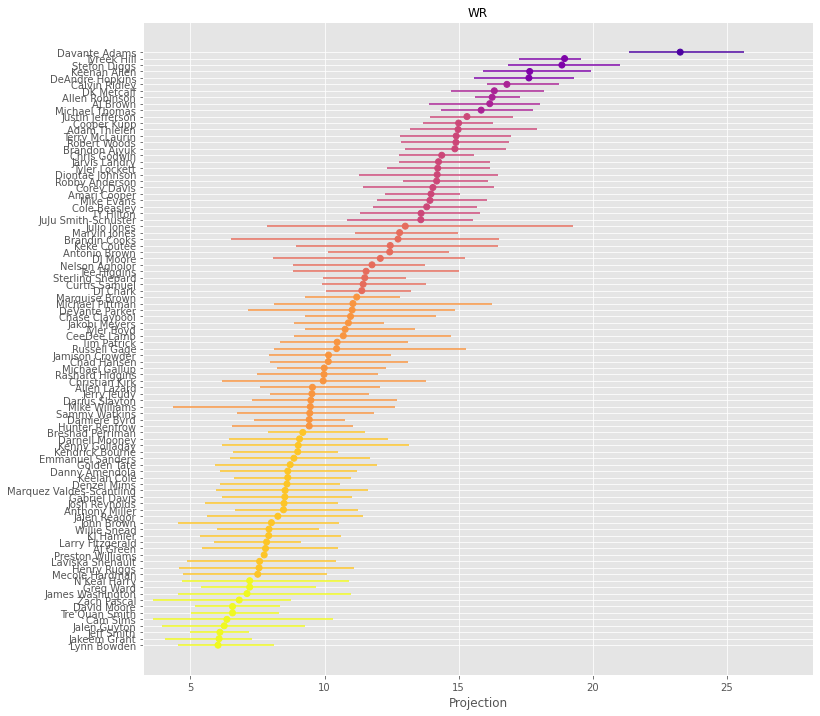 WR
Davante Adams
Tyreek Hill
Stefon Diggs
Keenan Allen
DeAndre Hopkins
Calvin Ridley
DK Metcalf
Allen Robinson
AJ Brown
Michael Thomas
Justin Jefferson
Cooper Kupp
Adam Thielen
Terry McLaurin
Robert Woods
Brandon Aiyuk
Chris Godwin
Jarvis Landry
Tyler Lockett
Diontae Johnson
Robby Anderson
Corey Davis
Amari Cooper
Mike Evans
Cole Beasley
TY Hilton
JuJu Smith-Schuster
Julio Jones
Marvin Jones
Brandin Cooks
Keke Coutee
Antonio Brown
DJ Moore
Nelson Agholor
Tee Higgins
Sterling Shepard
Curtis Samuel
DJ Chark
Marquise Brown
Michael Pittman
DeVante Parker
Chase Claypool
Jakobi Meyers
Tyler Boyd
CeeDee Lamb
Tim Patrick
Russell Gage
Jamison Crowder
Chad Hansen
Michael Gallup
Rashard Higgins
Christian Kirk
Allen Lazard
Jerry Jeudy
Darius Slayton
Mike Williams
Sammy Watkins
Damiere Byrd
Hunter Renfrow
Breshad Perriman
Darnell Mooney
Kenny Golladay
Kendrick Bourne
Emmanuel Sanders
Golden Tate
Danny Amendola
Keelan Cole
Denzel Mims
Marquez Valdes-Scantling
Gabriel Davis
Josh Reynolds
Anthony Miller
Jalen Reagor
John Brown
Willie Snead
KJ Hamler
Larry Fitzgerald
AJ Green
Preston Williams
Laviska Shenault
Henry Ruggs
Mecole Hardman
N'Keal Harry
Greg Ward
James Washington
Zach Pascal
David Moore
Tre'Quan Smith
Cam Sims
Jalen Guyton
Jeff Smith
Jakeem Grant
Lynn Bowden
5 10 15 20 25
Projection